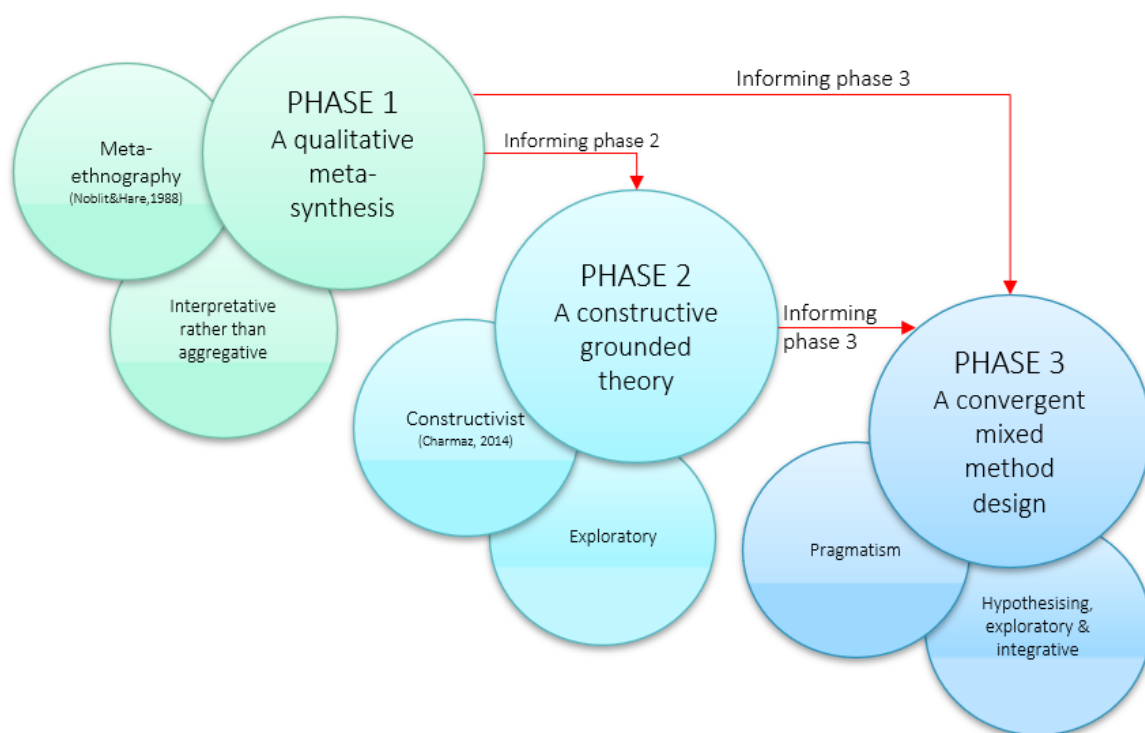 PHASE 1
A qualitative
meta-
synthesis
Meta-
ethnography
(Noblit&Hare,1988)
Interpretative
rather than
aggregative
Informing phase 3
Informing phase 2
PHASE 2
A constructive
grounded
theory
Constructivist
(Charmaz, 2014)
Exploratory
Informing
phase 3
PHASE 3
A convergent
mixed
method
design
Pragmatism
Hypothesising,
exploratory &
integrative